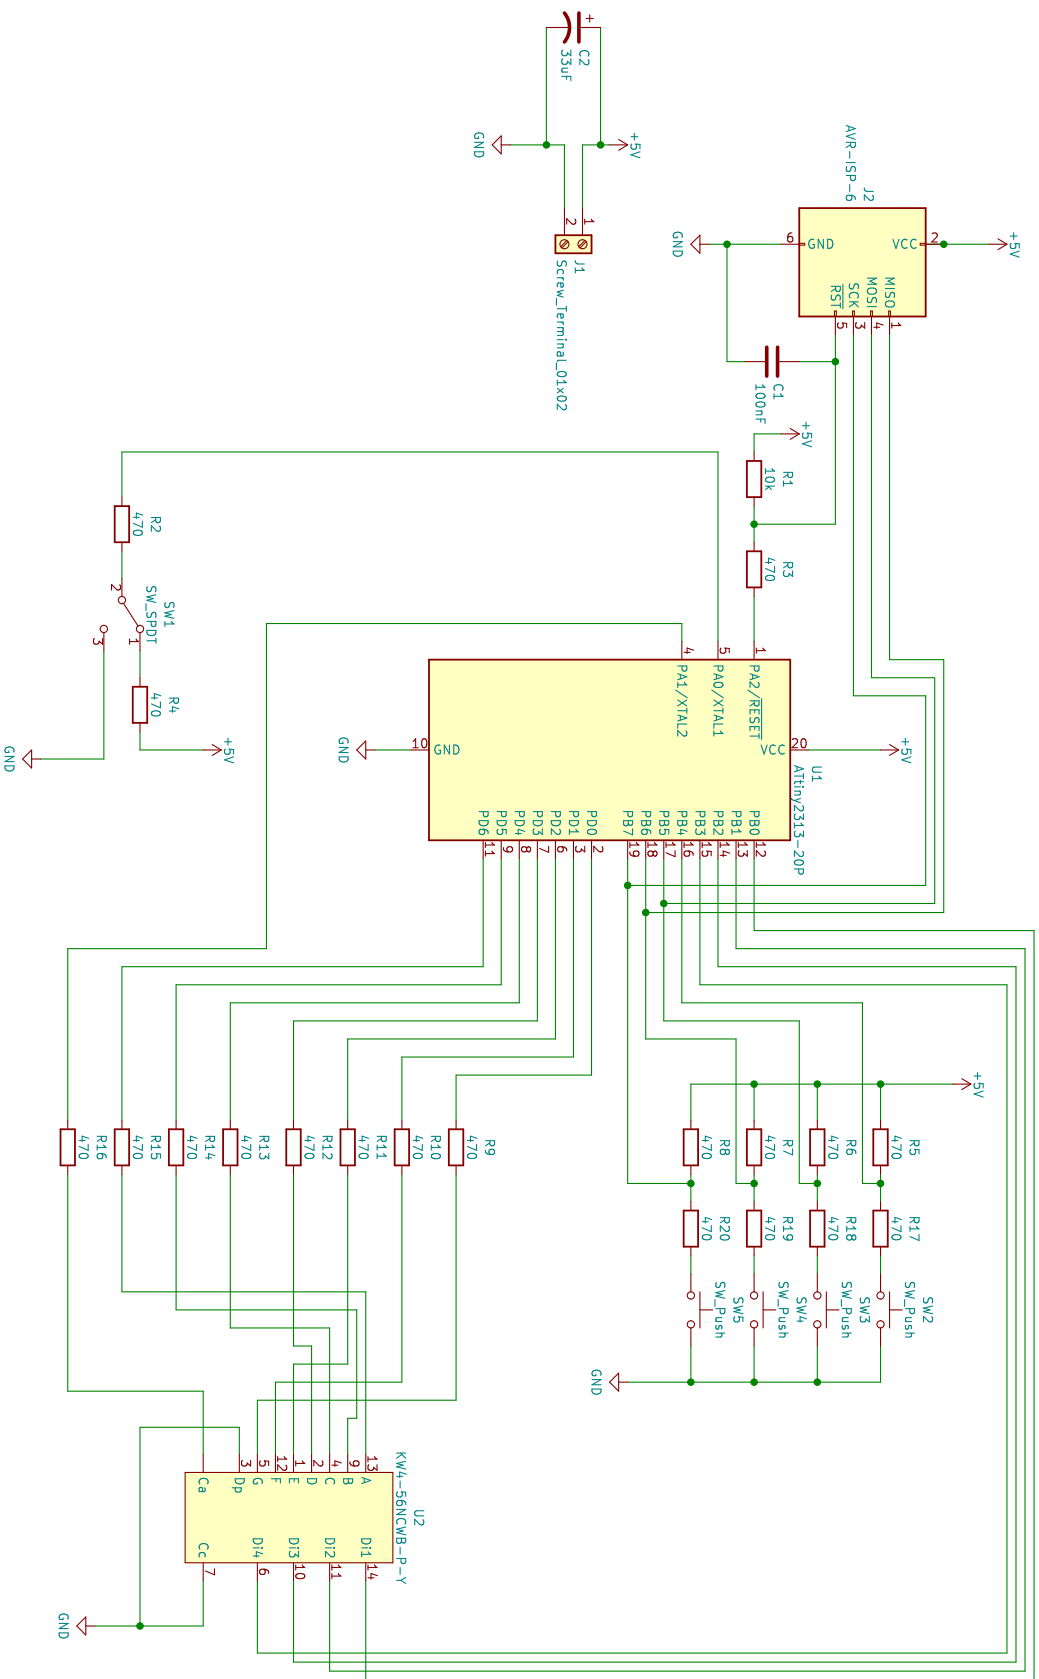 C2
33uF
+
+5V
GND
1
2
J1
Screw_Terminal_01x02
J2
AVR-ISP-6
+5V
VCC
2
GND
6
GND
MISO
MOSI
SCK
RST
1
4
3
5
C1
100nF
+5V
R1
10k
R3
470
R2
470
SW1
SW_SPDT
2
1
3
R4
470
+5V
GND
U1
ATtiny2313-20P
1
5
4
PA2/RESET
PA0/XTAL1
PA1/XTAL2
VCC
20
+5V
GND
10
GND
PB0
PB1
PB2
PB3
PB4
PB5
PB6
PB7
PD0
PD1
PD2
PD3
PD4
PD5
PD6
12
13
14
15
16
17
18
19
2
3
6
7
8
9
11
+5V
R5
470
R6
470
R7
470
R8
470
R17
470
R18
470
R19
470
R20
470
SW2
SW_Push
SW3
SW_Push
SW4
SW_Push
SW5
SW_Push
GND
R9
470
R10
470
R11
470
R12
470
R13
470
R14
470
R15
470
R16
470
U2
KW4-56NCWB-P-Y
13
9
4
2
1
12
5
3
A
B
C
D
E
F
G
Dp
Ca
Di1
Di2
Di3
Di4
Cc
14
11
10
6
7
GND